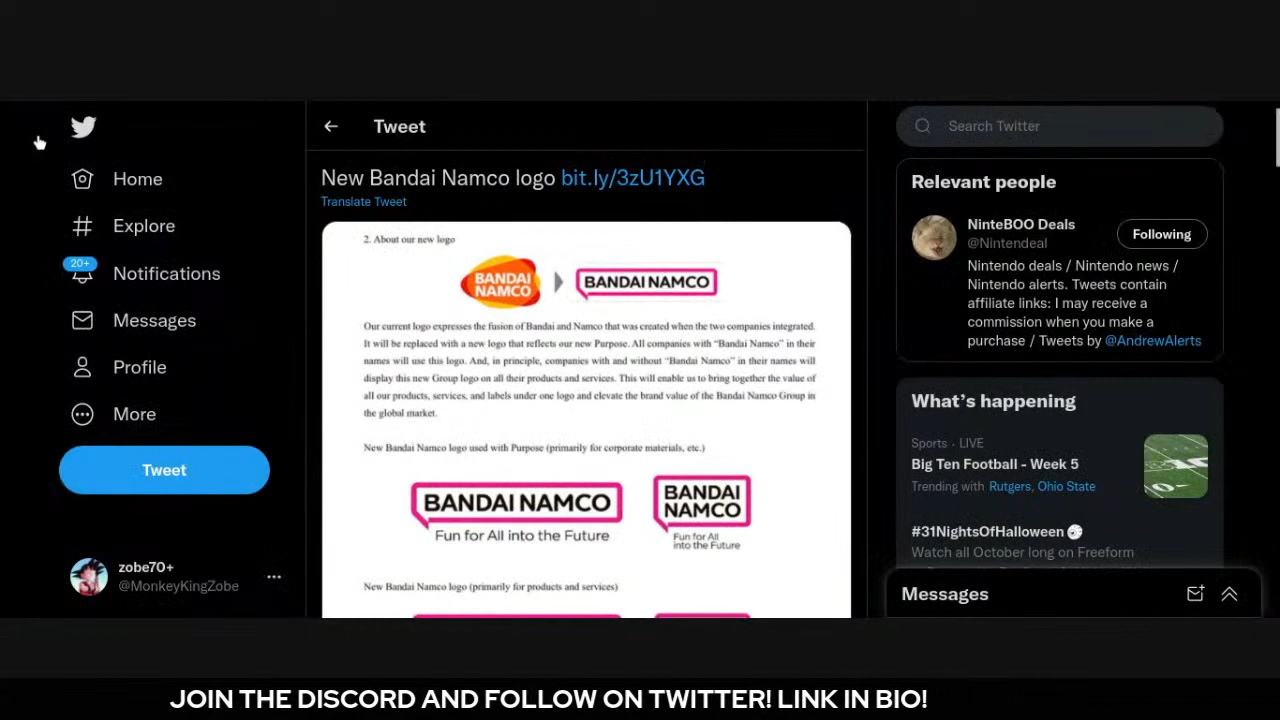 Home
Explore
20+
Notifications
Messages
Profile
More
Tweet
zobe70+
@MonkeyKingZobe
Tweet
New Bandai Namco logo bit.ly/3zU1YXG
Translate Tweet
2. About our new logo
BANDAI
NAMCO
BANDAI NAMCO
Our current logo expresses the fusion of Bandai and Namco that was created when the two companies integrated.
It will be replaced with a new logo that reflects our new Purpose. All companies with “Bandai Namco” in their
names will use this logo. And, in principle, companies with and without “Bandai Namco” in their names will
display this new Group logo on all their products and services. This will enable us to bring together the value of
all our products, services, and labels under one logo and elevate the brand value of the Bandai Namco Group in
the global market.
New Bandai Namco logo used with Purpose (primarily for corporate materials, etc.)
BANDAI NAMCO
Fun for All into the Future
BANDAI
NAMCO
Fun for All
into the Future
New Bandai Namco logo (primarily for products and services)
Search Twitter
Relevant people
NinteBOO Deals
@Nintendeal
Following
Nintendo deals / Nintendo news /
Nintendo alerts. Tweets contain
affiliate links: I may receive a
commission when you make a
purchase / Tweets by @AndrewAlerts
What’s happening
Sports · LIVE
Big Ten Football - Week 5
Trending with Rutgers, Ohio State
#31NightsOfHalloween
Watch all October long on Freeform
Messages
JOIN THE DISCORD AND FOLLOW ON TWITTER! LINK IN BIO!